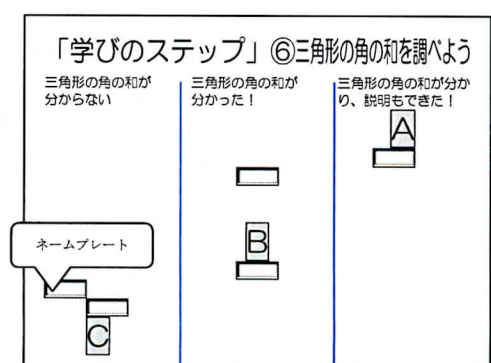 「学びのステップ」⑥三角形の角の和を調べよう
三角形の角の和が
分からない
三角形の角の和が
分かった！
三角形の角の和が分か
り、説明もできた！
A
B
ネームプレート
C